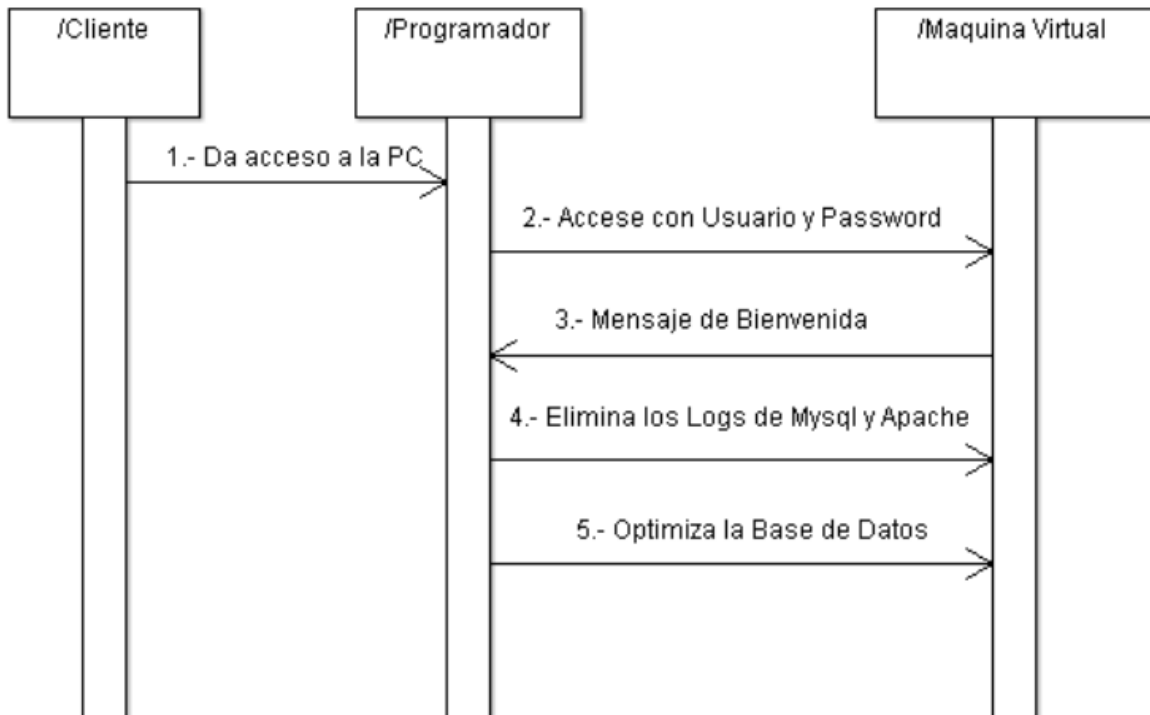 /Cliente
/Programador
/Maquina Virtual
1.- Da acceso a la PC
2.- Accese con Usuario y Password
3.- Mensaje de Bienvenida
4.- Elimina los Logs de Mysql y Apache
5.- Optimiza la Base de Datos